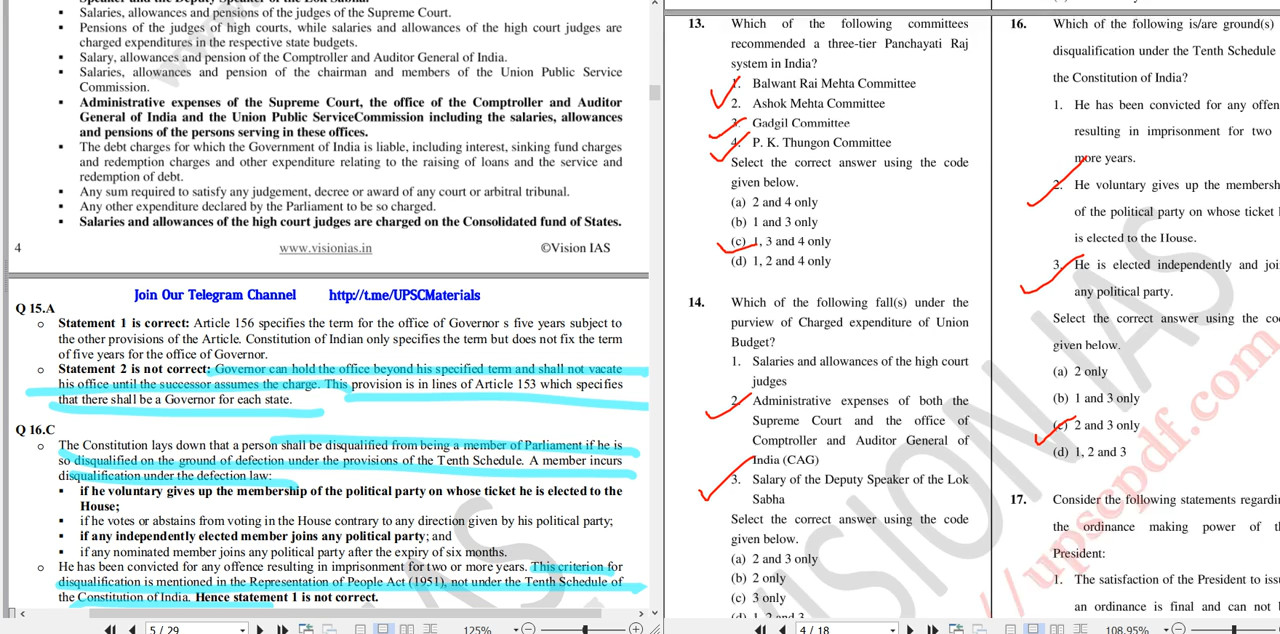 Speaker and the Deputy Speaker of the Lok Sabha
▪ Salaries, allowances and pensions of the judges of the Supreme Court.
▪ Pensions of the judges of high courts, while salaries and allowances of the high court judges are
charged expenditures in the respective state budgets.
▪ Salary, allowances and pension of the Comptroller and Auditor General of India.
▪ Salaries, allowances and pension of the chairman and members of the Union Public Service
Commission.
▪ Administrative expenses of the Supreme Court, the office of the Comptroller and Auditor
General of India and the Union Public ServiceCommission including the salaries, allowances
and pensions of the persons serving in these offices.
▪ The debt charges for which the Government of India is liable, including interest, sinking fund charges
and redemption charges and other expenditure relating to the raising of loans and the service and
redemption of debt.
▪ Any sum required to satisfy any judgement, decree or award of any court or arbitral tribunal.
▪ Any other expenditure declared by the Parliament to be so charged.
▪ Salaries and allowances of the high court judges are charged on the Consolidated fund of States.
4 www.visionias.in ©Vision IAS
Join Our Telegram Channel http://t.me/UPSCMaterials
Q 15.A
o Statement 1 is correct: Article 156 specifies the term for the office of Governor s five years subject to
the other provisions of the Article. Constitution of Indian only specifies the term but does not fix the term
of five years for the office of Governor.
o Statement 2 is not correct: Governor can hold the office beyond his specified term and shall not vacate
his office until the successor assumes the charge. This provision is in lines of Article 153 which specifies
that there shall be a Governor for each state.
Q 16.C
o The Constitution lays down that a person shall be disqualified from being a member of Parliament if he is
so disqualified on the ground of defection under the provisions of the Tenth Schedule. A member incurs
disqualification under the defection law:
▪ if he voluntary gives up the membership of the political party on whose ticket he is elected to the
House;
▪ if he votes or abstains from voting in the House contrary to any direction given by his political party;
▪ if any independently elected member joins any political party; and
▪ if any nominated member joins any political party after the expiry of six months.
o He has been convicted for any offence resulting in imprisonment for two or more years. This criterion for
disqualification is mentioned in the Representation of People Act (1951), not under the Tenth Schedule of
the Constitution of India. Hence statement 1 is not correct.
5 / 29 125%
13. Which of the following committees
recommended a three-tier Panchayati Raj
system in India?
1. Balwant Rai Mehta Committee
2. Ashok Mehta Committee
3. Gadgil Committee
4. P. K. Thungon Committee
Select the correct answer using the code
given below.
(a) 2 and 4 only
(b) 1 and 3 only
(c) 1, 3 and 4 only
(d) 1, 2 and 4 only
14. Which of the following fall(s) under the
purview of Charged expenditure of Union
Budget?
1. Salaries and allowances of the high court
judges
2. Administrative expenses of both the
Supreme Court and the office of
Comptroller and Auditor General of
India (CAG)
3. Salary of the Deputy Speaker of the Lok
Sabha
Select the correct answer using the code
given below.
(a) 2 and 3 only
(b) 2 only
(c) 3 only
(d) 1, 2 and 3
16. Which of the following is/are ground(s)
disqualification under the Tenth Schedule
the Constitution of India?
1. He has been convicted for any offen
resulting in imprisonment for two
more years.
2. He voluntary gives up the membersh
of the political party on whose ticket
is elected to the House.
3. He is elected independently and joi
any political party.
Select the correct answer using the co
given below.
(a) 2 only
(b) 1 and 3 only
(c) 2 and 3 only
(d) 1, 2 and 3
17. Consider the following statements regardi
the ordinance making power of th
President:
1. The satisfaction of the President to issu
an ordinance is final and can not
VISION IAS
//upscpdf.com
4 / 18 108.95%